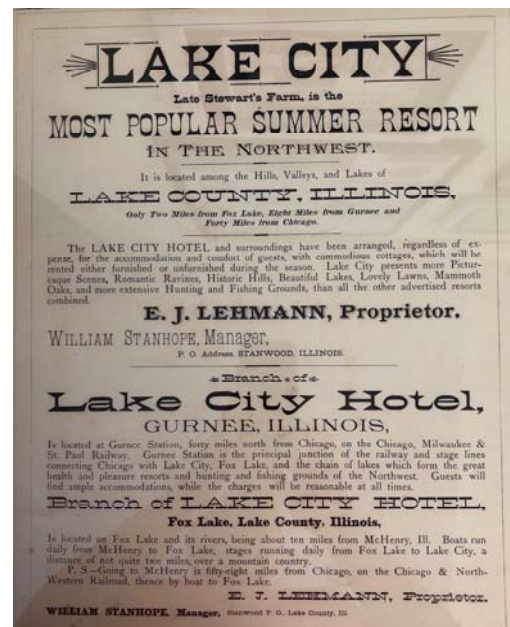 LAKE CITY
Late Stewart's Farm, is the
MOST POPULAR SUMMER RESORT
IN THE NORTHWEST.
It is located among the Hills, Valleys, and Lakes of
LAKE COUNTY, ILLINOIS,
Only Two Miles from Fox Lake, Eight Miles from Gurnee and
Forty Miles from Chicago.
The LAKE CITY HOTEL and surroundings have been arranged, regardless of ex-
pense, for the accommodation and comfort of guests, with commodious cottages, which will be
rented either furnished or unfurnished during the season. Lake City presents more Pictur-
esque Scenes, Romantic Ravines, Historic Hills, Beautiful Lakes, Lovely Lawns, Mammoth
Oaks, and more extensive Hunting and Fishing Grounds, than all the other advertised resorts
combined.
E. J. LEHMANN, Proprietor.
WILLIAM STANHOPE, Manager,
P. O. Address, STANWOOD, ILLINOIS.
Branch of
Lake City Hotel,
GURNEE, ILLINOIS,
Is located at Gurnee Station, forty miles north from Chicago, on the Chicago, Milwaukee &
St. Paul Railway. Gurnee Station is the principal junction of the railway and stage lines
connecting Chicago with Lake City, Fox Lake, and the chain of lakes which form the great
health and pleasure resorts and hunting and fishing grounds of the Northwest. Guests will
find ample accommodations, while the charges will be reasonable at all times.
Branch of LAKE CITY HOTEL,
Fox Lake, Lake County, Illinois,
Is located on Fox Lake and its rivers, being about ten miles from McHenry, Ill. Boats run
daily from McHenry to Fox Lake, stages running daily from Fox Lake to Lake City, a
distance of not quite two miles, over a mountain country.
P. S—Going to McHenry is fifty-eight miles from Chicago, on the Chicago & North-
Western Railroad, thence by boat to Fox Lake.
E. J. LEHMANN, Proprietor.
WILLIAM STANHOPE, Manager, Stanwood P. O., Lake County, Ill.